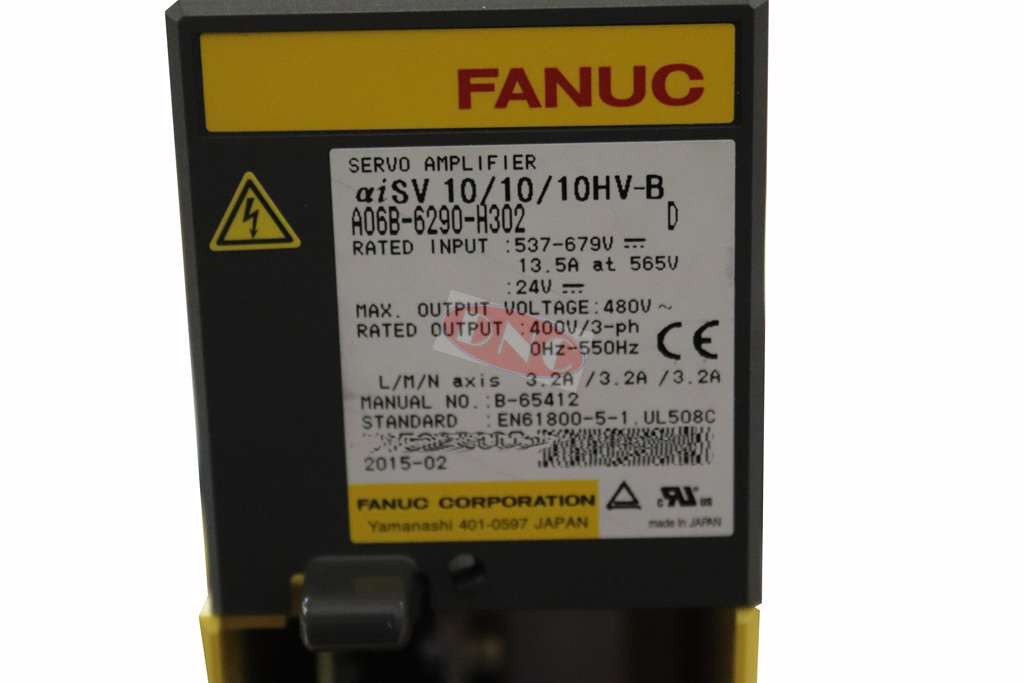 FANUC
SERVO AMPLIFIER
αiSV 10/10/10HV-B
A06B-6290-H302 D
RATED INPUT :537-679V ⎓
13.5A at 565V
:24V ⎓
MAX. OUTPUT VOLTAGE:480V ~
RATED OUTPUT :400V/3-ph
0Hz-550Hz CE
L/M/N axis 3.2A /3.2A /3.2A
MANUAL NO.:B-65412
STANDARD :EN61800-5-1.UL508C
2015-02
FANUC CORPORATION
Yamanashi 401-0597 JAPAN
c RU us
made in JAPAN
DNC